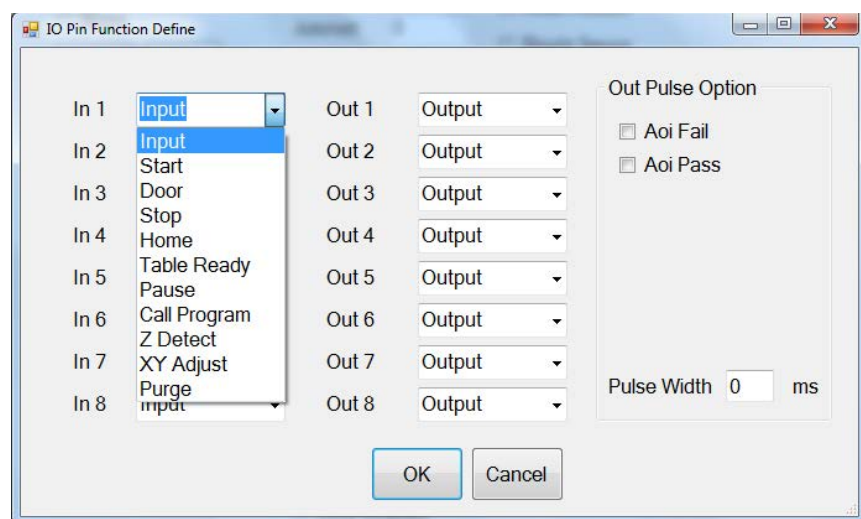 IO Pin Function Define
In 1 Input Out 1 Output
Input
Start
Door
Stop
Home
Table Ready
Pause
Call Program
Z Detect
XY Adjust
Purge
In 2 Out 2 Output
In 3 Out 3 Output
In 4 Out 4 Output
In 5 Out 5 Output
In 6 Out 6 Output
In 7 Out 7 Output
In 8 Input Out 8 Output
Out Pulse Option
Aoi Fail
Aoi Pass
Pulse Width 0 ms
OK Cancel